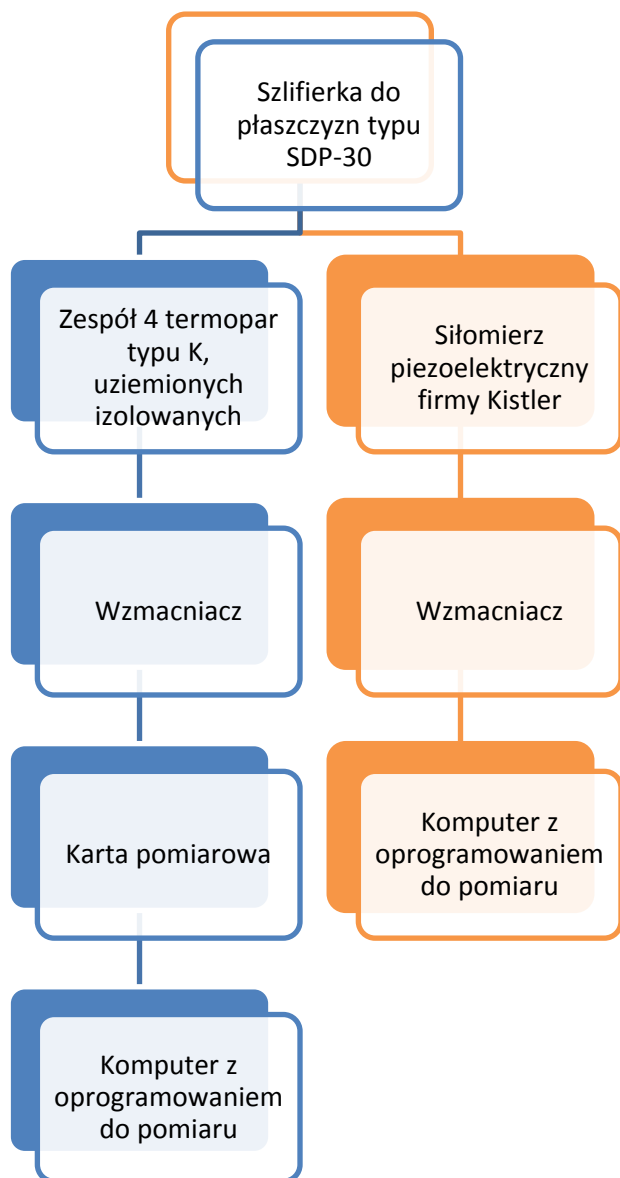 Szlifierka do
płaszczyzn typu
SDP-30
Zespół 4 termopar
typu K,
uziemionych
izolowanych
Siłomierz
piezoelektryczny
firmy Kistler
Wzmacniacz
Wzmacniacz
Karta pomiarowa
Komputer z
oprogramowaniem
do pomiaru
Komputer z
oprogramowaniem
do pomiaru